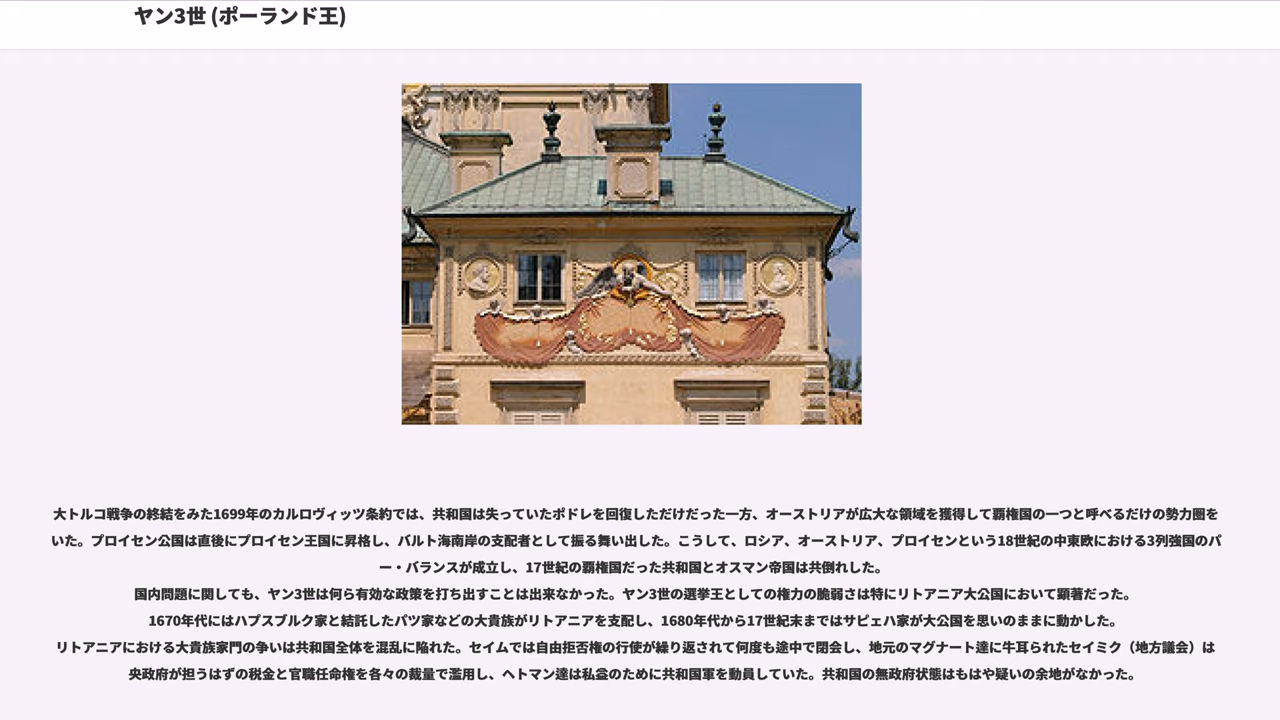 ヤン3世 (ポーランド王)
大トルコ戦争の終結をみた1699年のカルロヴィッツ条約では、共和国は失っていたポドレを回復しただけだった一方、オーストリアが広大な領域を獲得して覇権国の一つと呼べるだけの勢力圏を
いた。プロイセン公国は直後にプロイセン王国に昇格し、バルト海南岸の支配者として振る舞い出した。こうして、ロシア、オーストリア、プロイセンという18世紀の中東欧における3列強国のパ
ー・バランスが成立し、17世紀の覇権国だった共和国とオスマン帝国は共倒れした。
国内問題に関しても、ヤン3世は何ら有効な政策を打ち出すことは出来なかった。ヤン3世の選挙王としての権力の脆弱さは特にリトアニア大公国において顕著だった。
1670年代にはハプスブルク家と結託したパツ家などの大貴族がリトアニアを支配し、1680年代から17世紀末まではサピェハ家が大公国を思いのままに動かした。
リトアニアにおける大貴族家門の争いは共和国全体を混乱に陥れた。セイムでは自由拒否権の行使が繰り返されて何度も途中で閉会し、地元のマグナート達に牛耳られたセイミク（地方議会）は
央政府が担うはずの税金と官職任命権を各々の裁量で濫用し、ヘトマン達は私益のために共和国軍を動員していた。共和国の無政府状態はもはや疑いの余地がなかった。